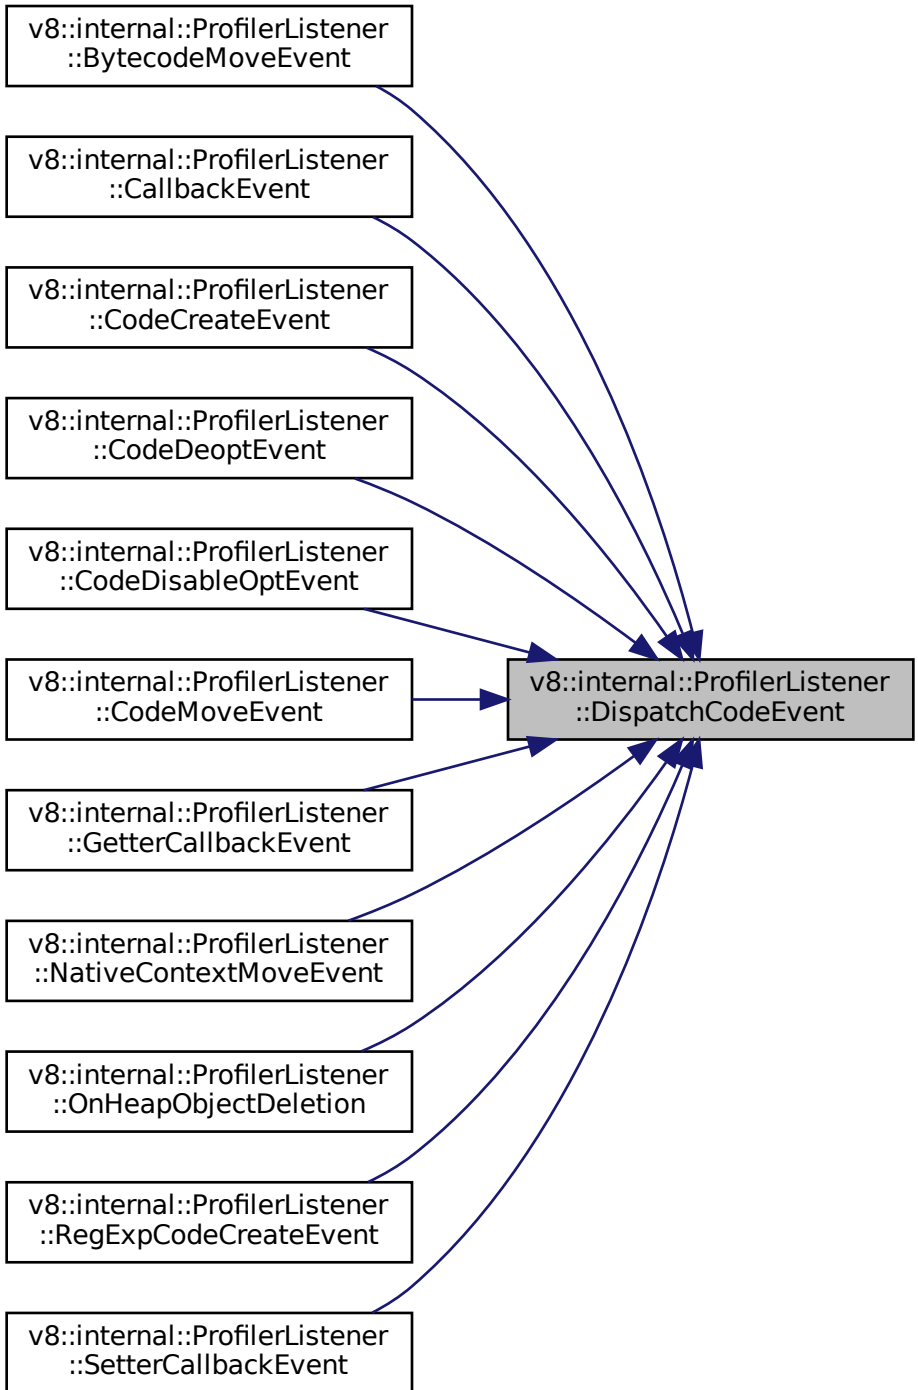 v8::internal::ProfilerListener
::BytecodeMoveEvent
v8::internal::ProfilerListener
::CallbackEvent
v8::internal::ProfilerListener
::CodeCreateEvent
v8::internal::ProfilerListener
::CodeDeoptEvent
v8::internal::ProfilerListener
::CodeDisableOptEvent
v8::internal::ProfilerListener
::CodeMoveEvent
v8::internal::ProfilerListener
::DispatchCodeEvent
v8::internal::ProfilerListener
::GetterCallbackEvent
v8::internal::ProfilerListener
::NativeContextMoveEvent
v8::internal::ProfilerListener
::OnHeapObjectDeletion
v8::internal::ProfilerListener
::RegExpCodeCreateEvent
v8::internal::ProfilerListener
::SetterCallbackEvent